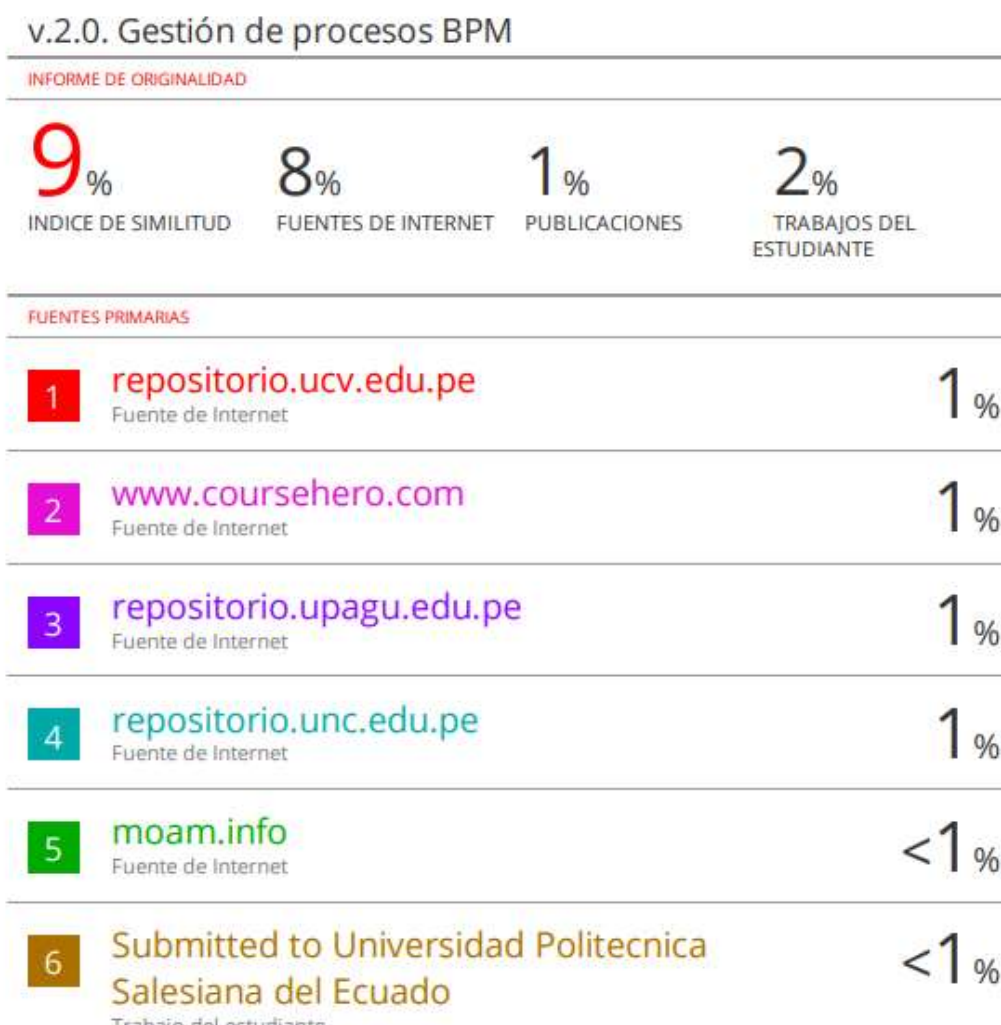 v.2.0. Gestión de procesos BPM
INFORME DE ORIGINALIDAD
9%
INDICE DE SIMILITUD
8%
FUENTES DE INTERNET
1%
PUBLICACIONES
2%
TRABAJOS DEL
ESTUDIANTE
FUENTES PRIMARIAS
1 repositorio.ucv.edu.pe 1%
Fuente de Internet
2 www.coursehero.com 1%
Fuente de Internet
3 repositorio.upagu.edu.pe 1%
Fuente de Internet
4 repositorio.unc.edu.pe 1%
Fuente de Internet
5 moam.info <1%
Fuente de Internet
6 Submitted to Universidad Politecnica <1%
Salesiana del Ecuado
Trabajo del estudiante